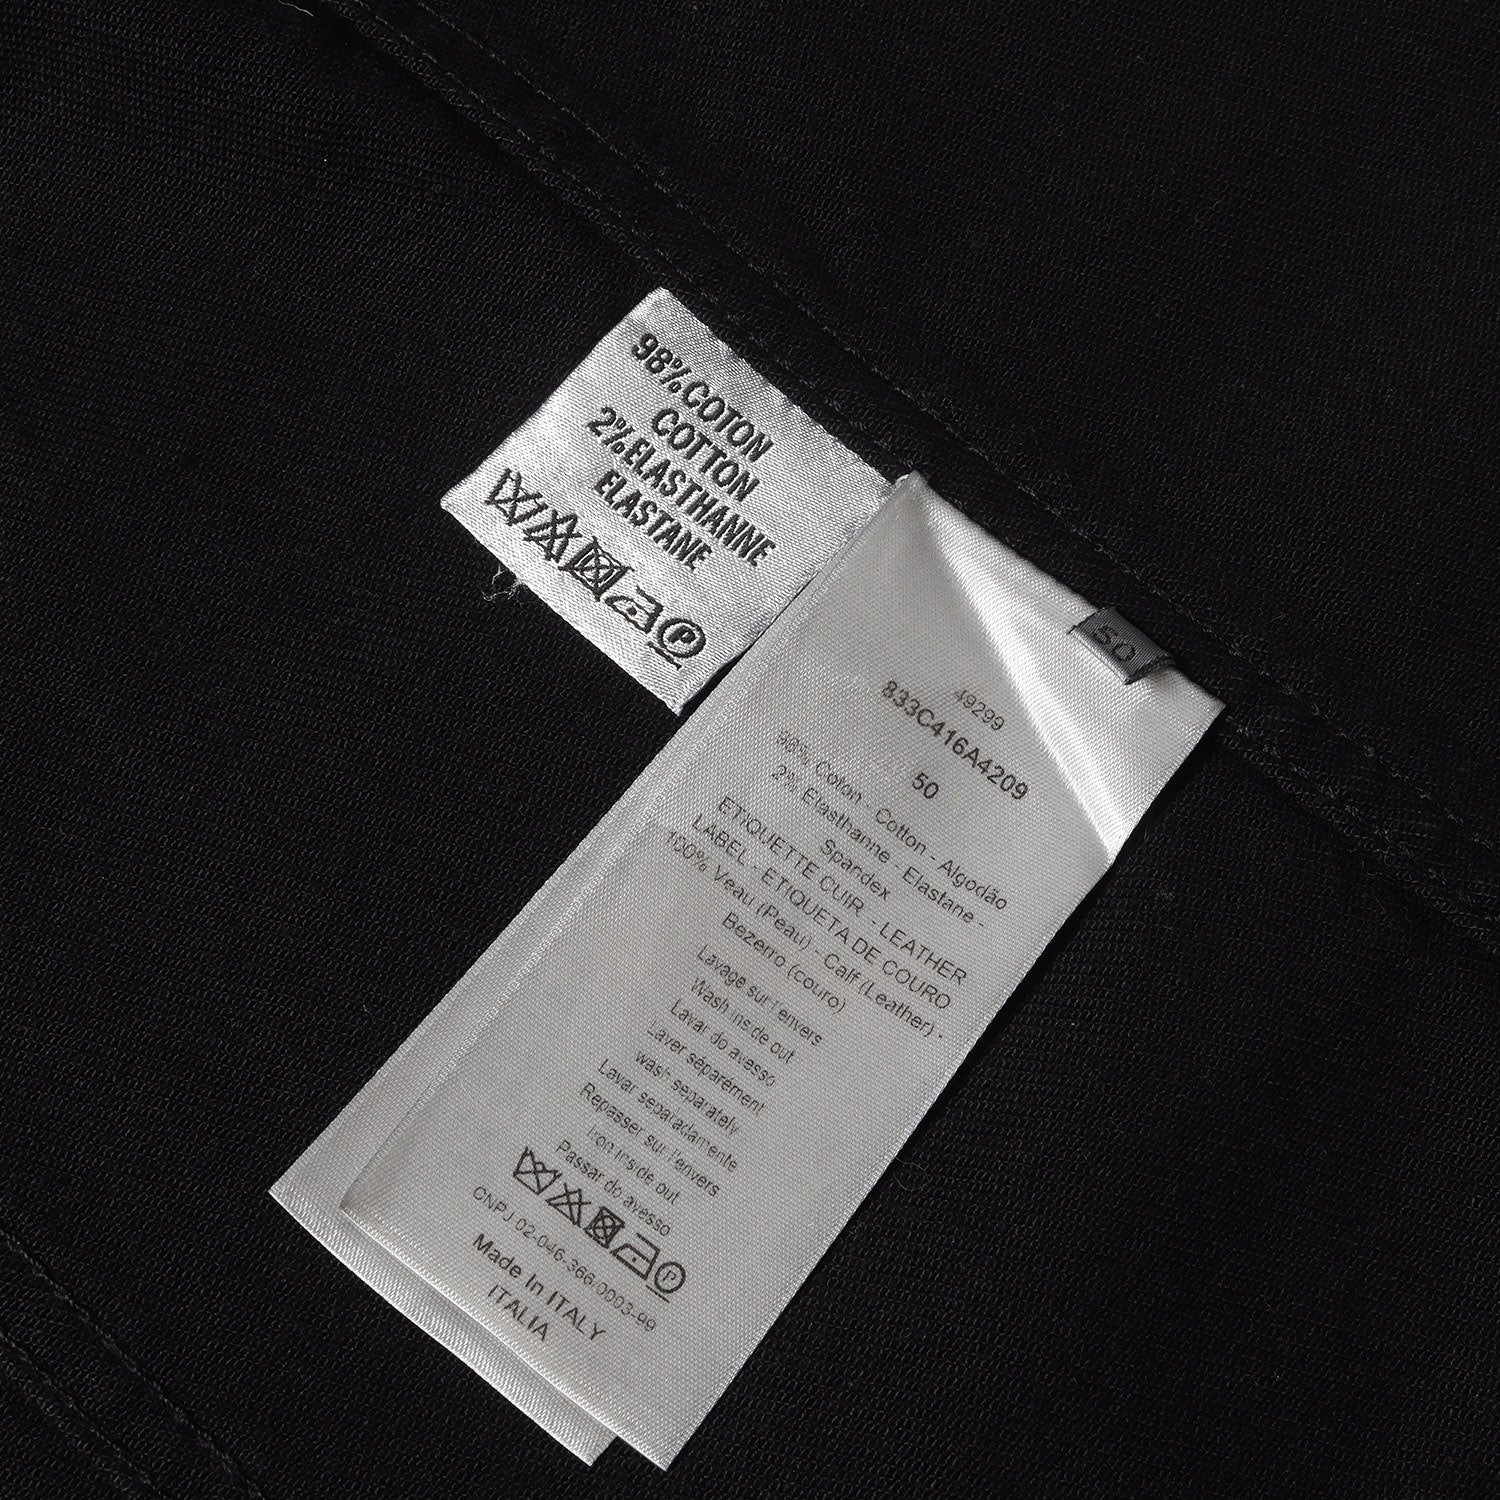 98% COTON
COTTON
2% ELASTHANNE
ELASTANE
P
50
49299
833C416A4209
50
98% Coton - Cotton - Algodão
2% Elasthanne - Elastane -
Spandex
ETIQUETTE CUIR - LEATHER
LABEL - ETIQUETA DE COURO
100% Veau (Peau) - Calf (Leather) -
Bezerro (couro)
Lavage sur l'envers
Wash inside out
Lavar do avesso
Laver séparément
wash separately
Lavar separadamente
Repasser sur l'envers
Iron inside out
Passar do avesso
P
CNPJ 02-046-366.0003-99
Made In ITALY
ITALIA